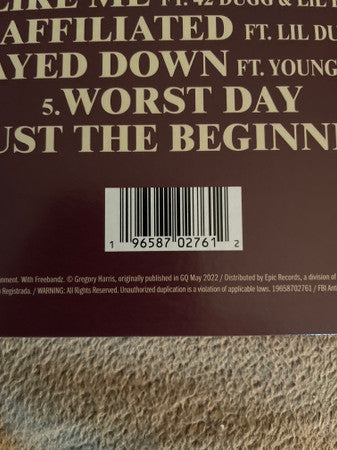 LIKE ME FT. 42 DUGG & LIL
AFFILIATED FT. LIL DU
AYED DOWN FT. YOUNG
5. WORST DAY
UST THE BEGINN
1 96587 02761 2
nment. With Freebandz. © Gregory Harris, originally published in GQ May 2022 / Distributed by Epic Records, a division of
Registrada. / WARNING: All Rights Reserved. Unauthorized duplication is a violation of applicable laws. 19658702761 / FBI Ant